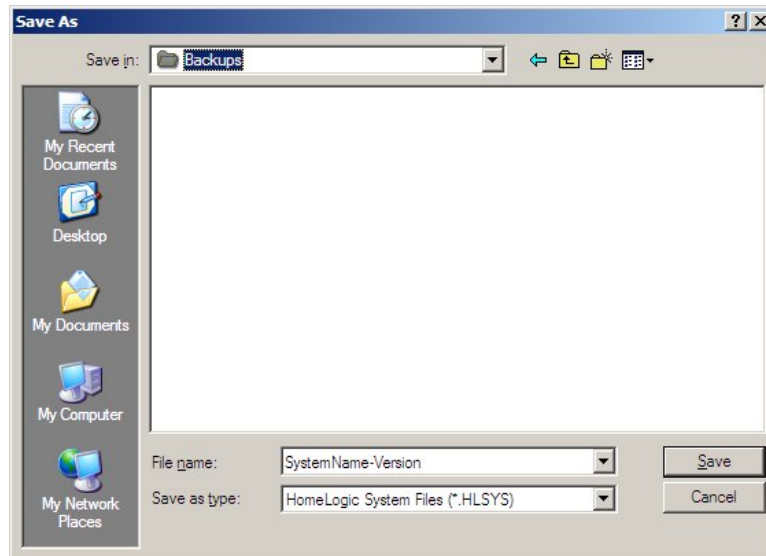 Save As
Save in:
Backups
My Recent
Documents
Desktop
My Documents
My Computer
My Network
Places
File name:
SystemName-Version
Save
Save as type:
HomeLogic System Files (*.HLSYS)
Cancel